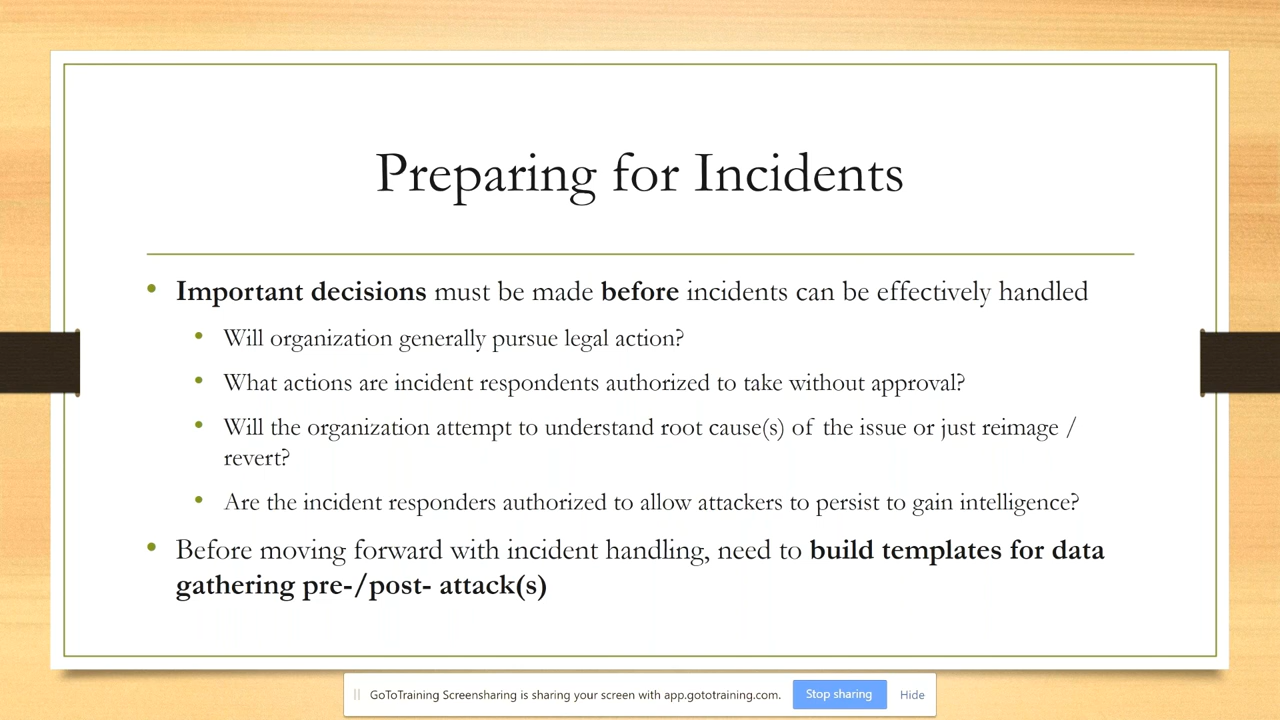 Preparing for Incidents
• Important decisions must be made before incidents can be effectively handled
• Will organization generally pursue legal action?
• What actions are incident respondents authorized to take without approval?
• Will the organization attempt to understand root cause(s) of the issue or just reimage /
revert?
• Are the incident responders authorized to allow attackers to persist to gain intelligence?
• Before moving forward with incident handling, need to build templates for data
gathering pre-/post- attack(s)
GoToTraining Screensharing is sharing your screen with app.gototraining.com. Stop sharing Hide